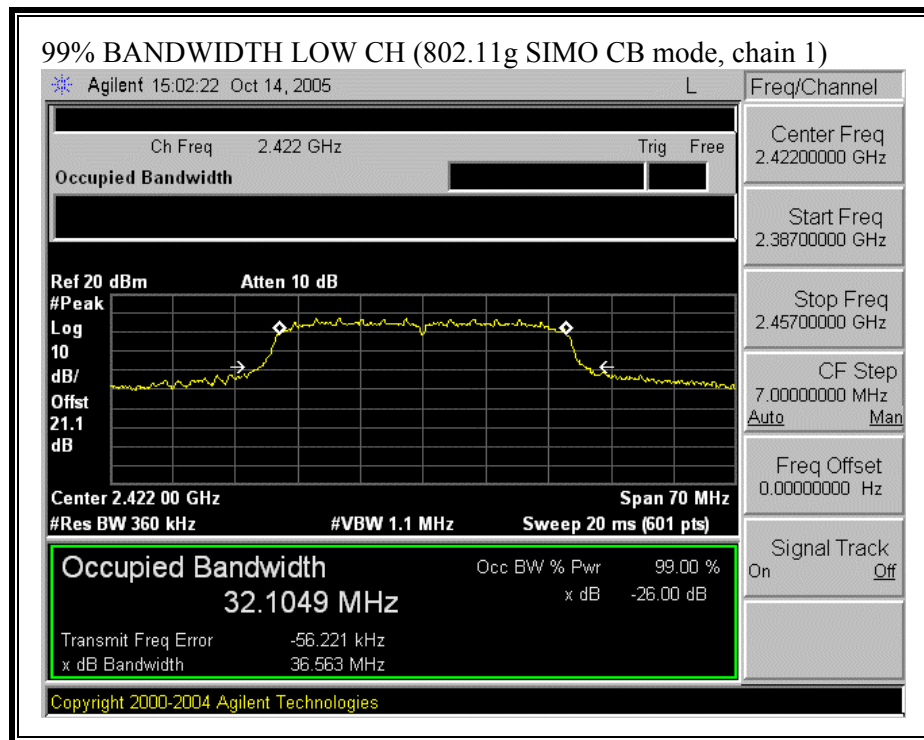 99% BANDWIDTH LOW CH (802.11g SIMO CB mode, chain 1)
Agilent 15:02:22 Oct 14, 2005 L
Freq/Channel
Ch Freq 2.422 GHz Trig Free
Occupied Bandwidth
Center Freq
2.42200000 GHz
Start Freq
2.38700000 GHz
Stop Freq
2.45700000 GHz
CF Step
7.00000000 MHz
Auto Man
Freq Offset
0.00000000 Hz
Signal Track
On Off
Ref 20 dBm Atten 10 dB
#Peak
Log
10
dB/
Offst
21.1
dB
Center 2.422 00 GHz Span 70 MHz
#Res BW 360 kHz #VBW 1.1 MHz Sweep 20 ms (601 pts)
Occupied Bandwidth
32.1049 MHz
Occ BW % Pwr 99.00 %
x dB -26.00 dB
Transmit Freq Error -56.221 kHz
x dB Bandwidth 36.563 MHz
Copyright 2000-2004 Agilent Technologies